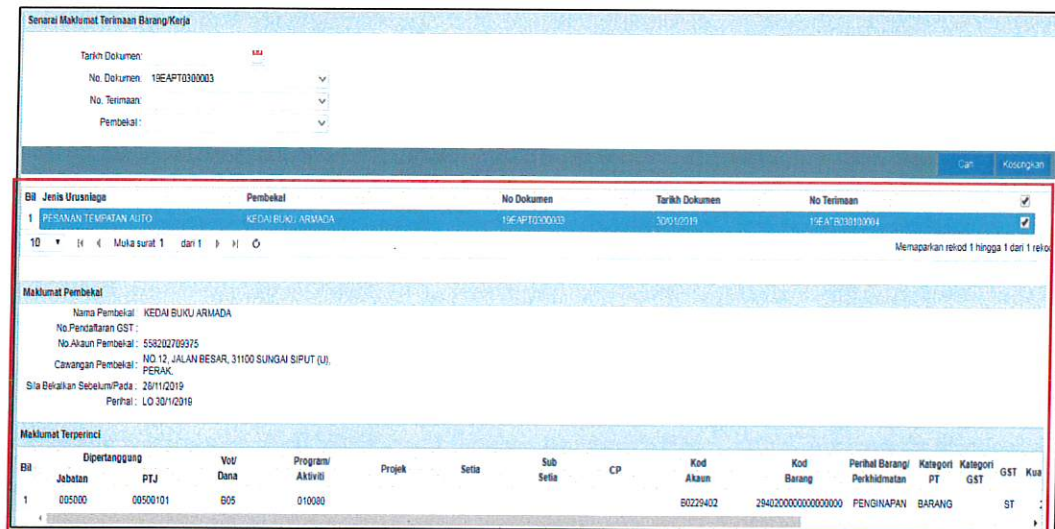 Senarai Maklumat Terimaan Barang/Kerja
Tarikh Dokumen:
No. Dokumen: 19EAPT0300003
No. Terimaan:
Pembekal:
Cari Kosongkan
Bil Jenis Urusniaga Pembekal No Dokumen Tarikh Dokumen No Terimaan
1 PESANAN TEMPATAN AUTO KEDAI BUKU ARMADA 19EAPT0300003 30/01/2019 19EATB030100004
10 Muka surat 1 dari 1
Memaparkan rekod 1 hingga 1 dari 1 rekod
Maklumat Pembekal
Nama Pembekal: KEDAI BUKU ARMADA
No.Pendaftaran GST:
No.Akaun Pembekal: 558202709375
Cawangan Pembekal: NO.12, JALAN BESAR, 31100 SUNGAI SIPUT (U),
PERAK.
Sila Bekalkan Sebelum/Pada: 28/11/2019
Perihal: LO 30/1/2019
Maklumat Terperinci
Bil Dipertanggung Vot/ Dana Program/ Aktiviti Projek Setia Sub Setia CP Kod Akaun Kod Barang Perihal Barang/ Perkhidmatan Kategori PT Kategori GST GST Kua
Jabatan PTJ
1 005000 00500101 B05 010080 B0229402 2940200000000000000 PENGINAPAN BARANG ST